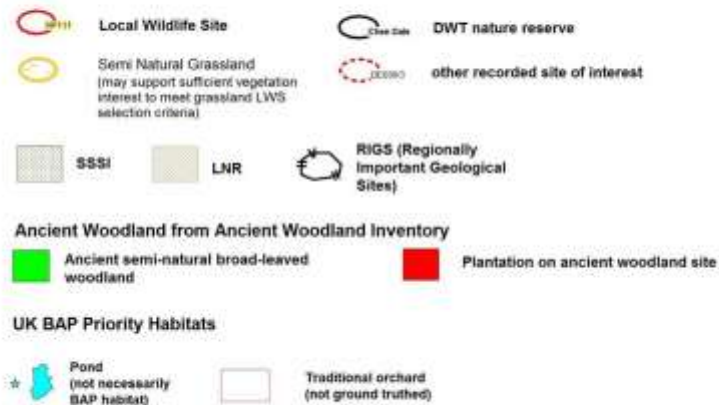 Local Wildlife Site
Chee Dale
DWT nature reserve
Semi Natural Grassland
(may support sufficient vegetation
interest to meet grassland LWS
selection criteria)
other recorded site of interest
SSSI
LNR
RIGS (Regionally
Important Geological
Sites)
Ancient Woodland from Ancient Woodland Inventory
Ancient semi-natural broad-leaved
woodland
Plantation on ancient woodland site
UK BAP Priority Habitats
Pond
(not necessarily
BAP habitat)
Traditional orchard
(not ground truthed)